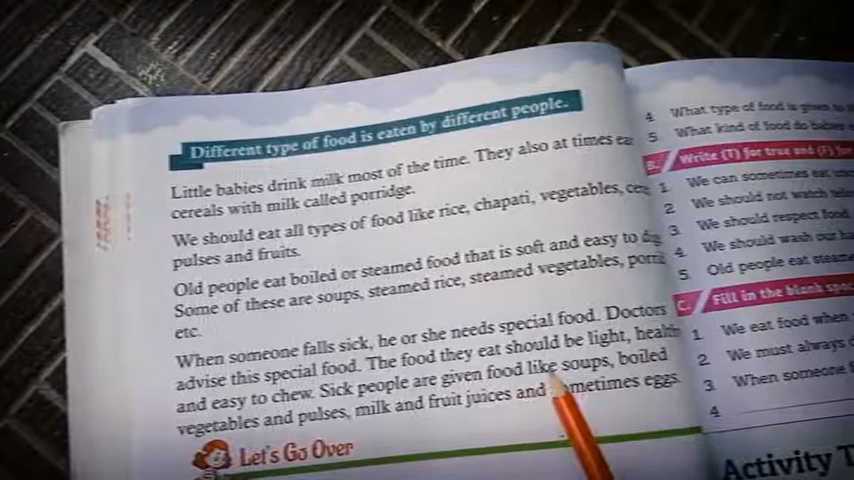 Different type of food is eaten by different people.
Little babies drink milk most of the time. They also at times eat
cereals with milk called porridge.
We should eat all types of food like rice, chapati, vegetables,
pulses and fruits.
Old people eat boiled or steamed food that is soft and easy to
Some of these are soups, steamed rice, steamed vegetables,
etc.
When someone falls sick, he or she needs special food. Doctors
advise this special food. The food they eat should be light,
and easy to chew. Sick people are given food like soups, boiled
vegetables and pulses, milk and fruit juices and sometimes eggs.
Let's Go Over
4 What type of food is given to
5 What kind of food do babies
B. Write (T) for true and (F) for
1. We can sometimes eat
2 We should not watch
3. We should respect food.
4. We should wash our
5. Old people eat
C. Fill in the blank
1 We eat food when
2 We must always
3 When someone
4
Activity